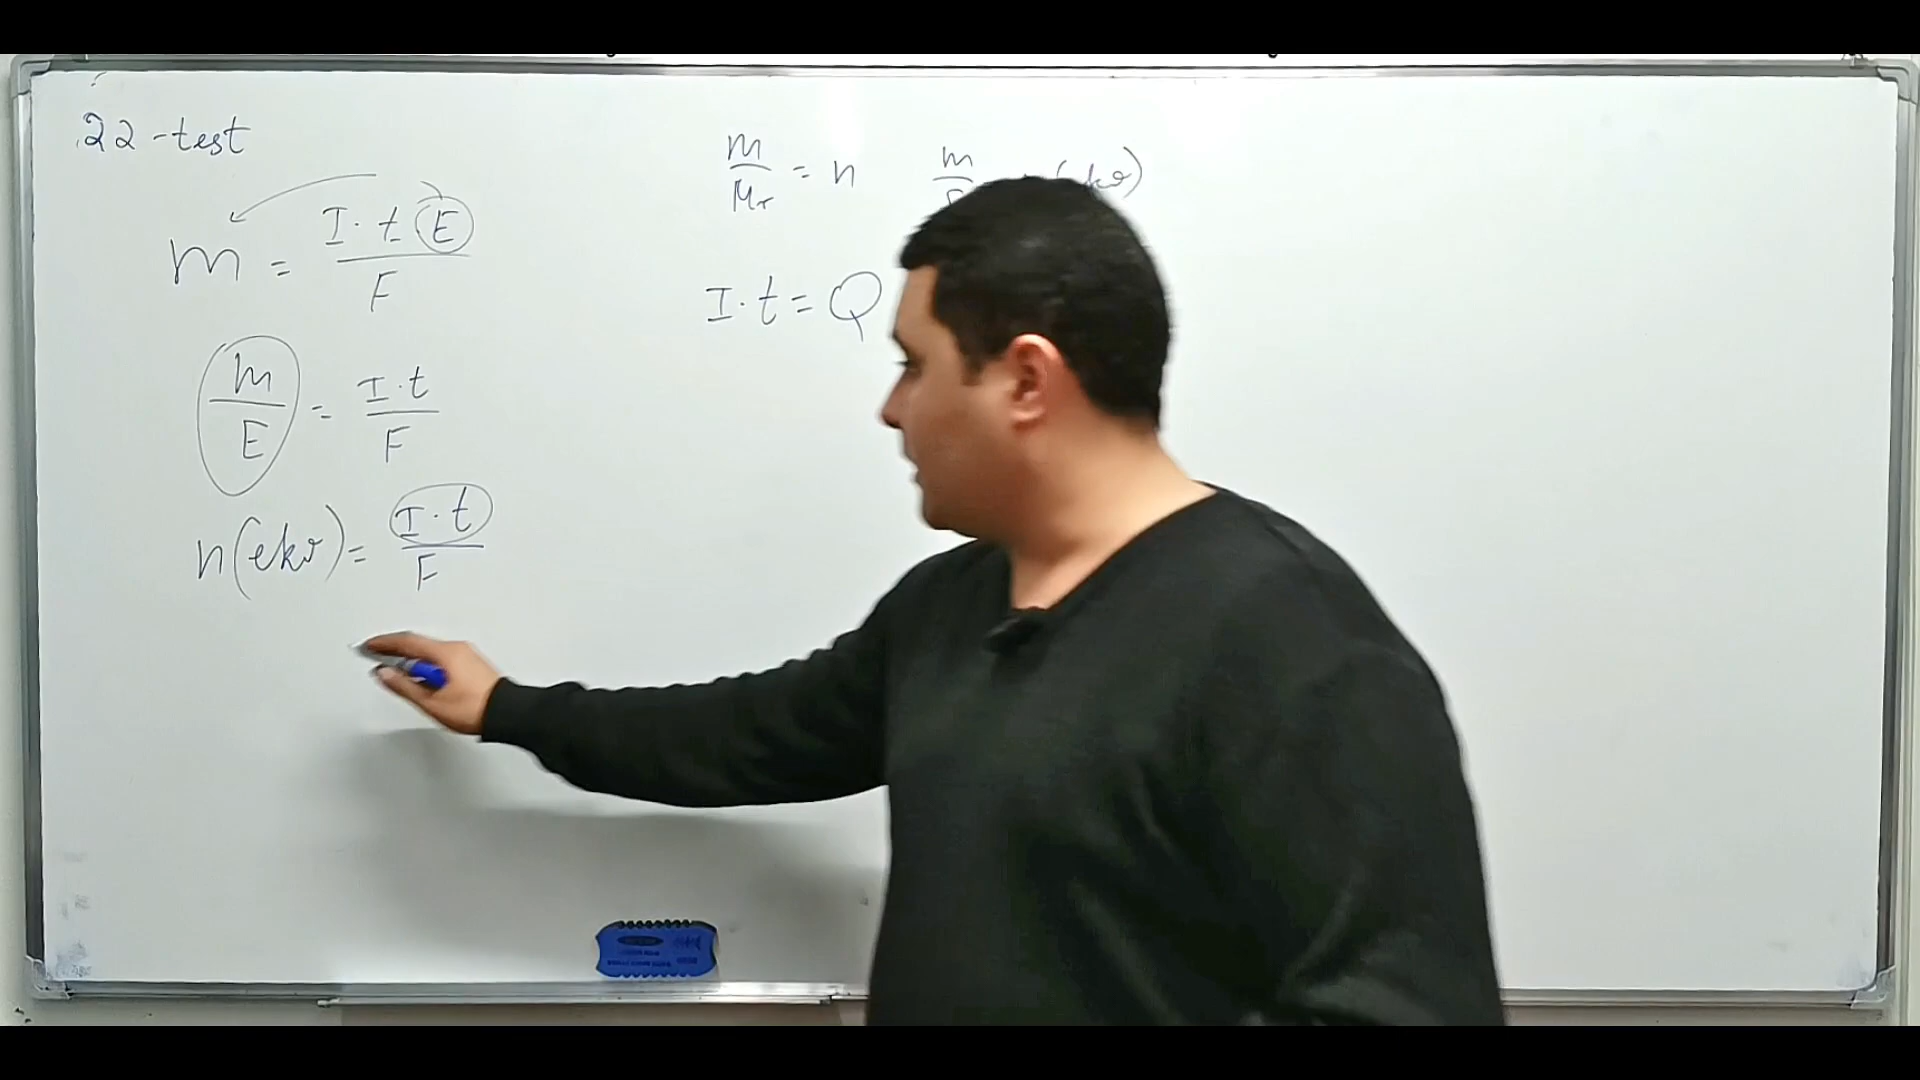 22-test
m = I·t E / F
m / E = I·t / F
n(ekv) = I·t / F
m / Mr = n
m
I·t = Q